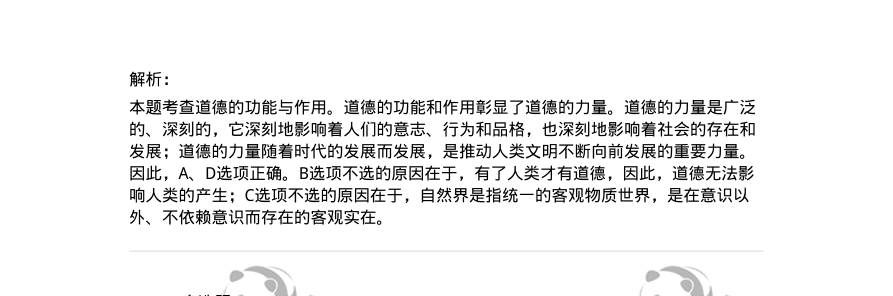 解析：
本题考查道德的功能与作用。道德的功能和作用彰显了道德的力量。道德的力量是广泛
的、深刻的，它深刻地影响着人们的意志、行为和品格，也深刻地影响着社会的存在和
发展；道德的力量随着时代的发展而发展，是推动人类文明不断向前发展的重要力量。
因此，A、D选项正确。B选项不选的原因在于，有了人类才有道德，因此，道德无法影
响人类的产生；C选项不选的原因在于，自然界是指统一的客观物质世界，是在意识以
外、不依赖意识而存在的客观实在。